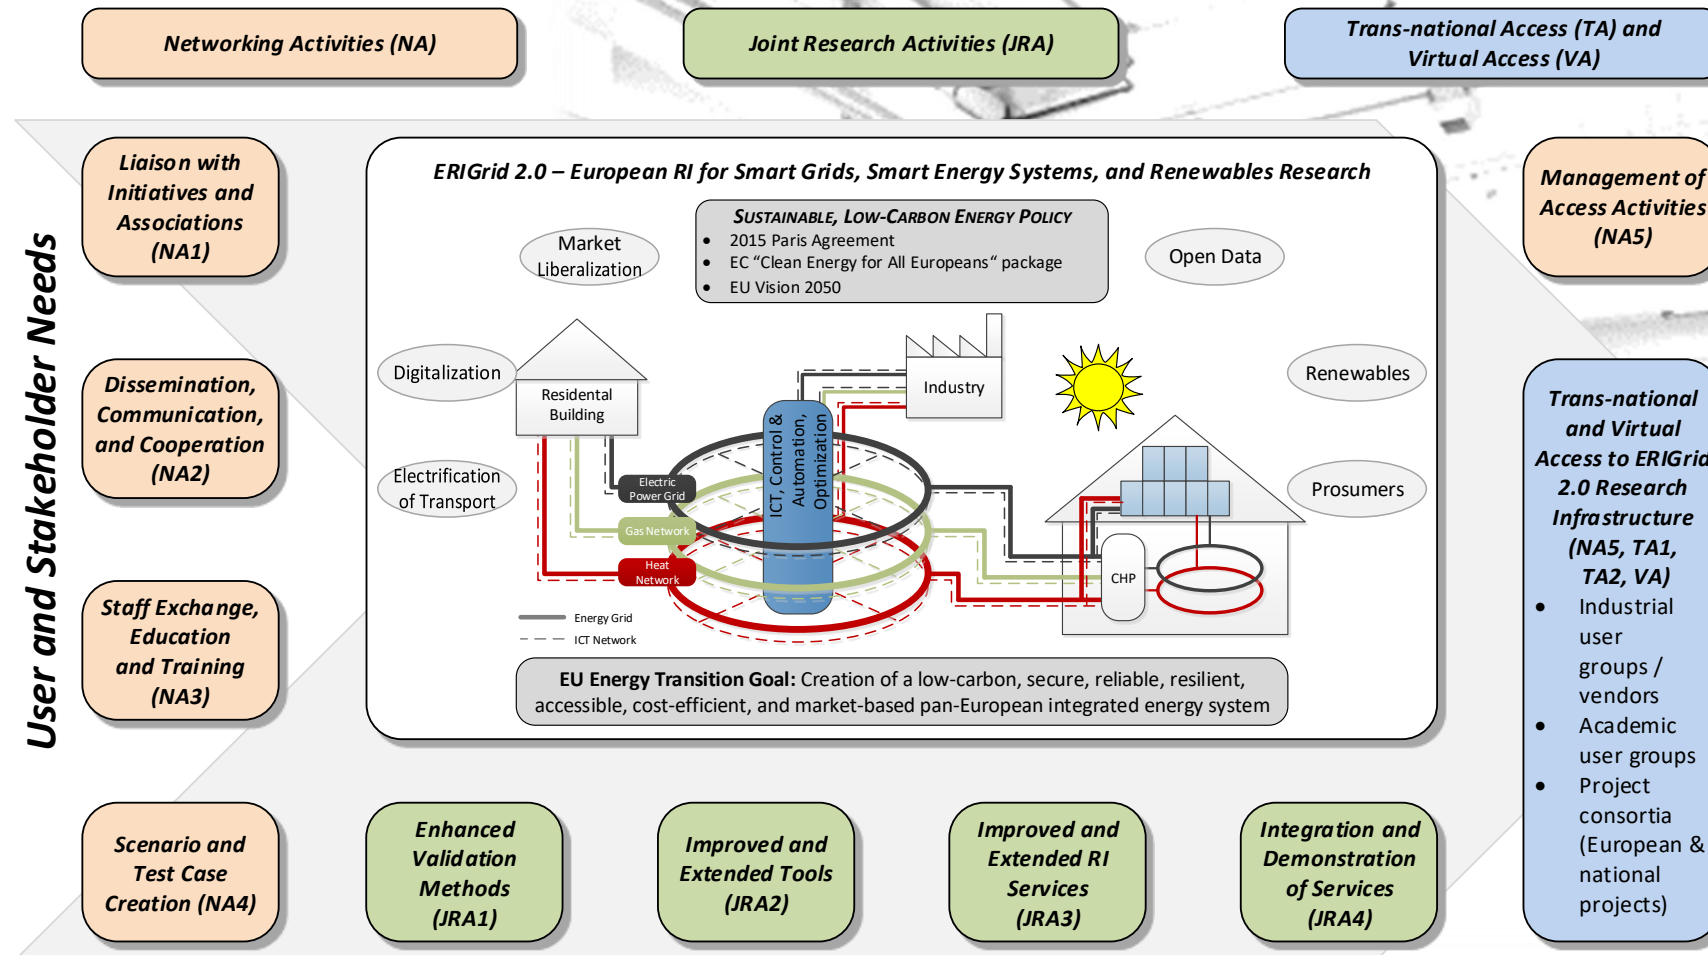 Networking Activities (NA)
Joint Research Activities (JRA)
Trans-national Access (TA) and
Virtual Access (VA)
User and Stakeholder Needs
Liaison with
Initiatives and
Associations
(NA1)
Dissemination,
Communication,
and Cooperation
(NA2)
Staff Exchange,
Education
and Training
(NA3)
Scenario and
Test Case
Creation (NA4)
ERIGrid 2.0 – European RI for Smart Grids, Smart Energy Systems, and Renewables Research
SUSTAINABLE, LOW-CARBON ENERGY POLICY
• 2015 Paris Agreement
• EC “Clean Energy for All Europeans“ package
• EU Vision 2050
Market
Liberalization
Open Data
Digitalization
Renewables
Electrification
of Transport
Prosumers
Residental
Building
Industry
ICT, Control &
Automation,
Optimization
Electric
Power Grid
Gas Network
Heat
Network
CHP
Energy Grid
ICT Network
EU Energy Transition Goal: Creation of a low-carbon, secure, reliable, resilient,
accessible, cost-efficient, and market-based pan-European integrated energy system
Enhanced
Validation
Methods
(JRA1)
Improved and
Extended Tools
(JRA2)
Improved and
Extended RI
Services
(JRA3)
Integration and
Demonstration
of Services
(JRA4)
Management of
Access Activities
(NA5)
Trans-national
and Virtual
Access to ERIGrid
2.0 Research
Infrastructure
(NA5, TA1,
TA2, VA)
• Industrial
user
groups /
vendors
• Academic
user groups
• Project
consortia
(European &
national
projects)